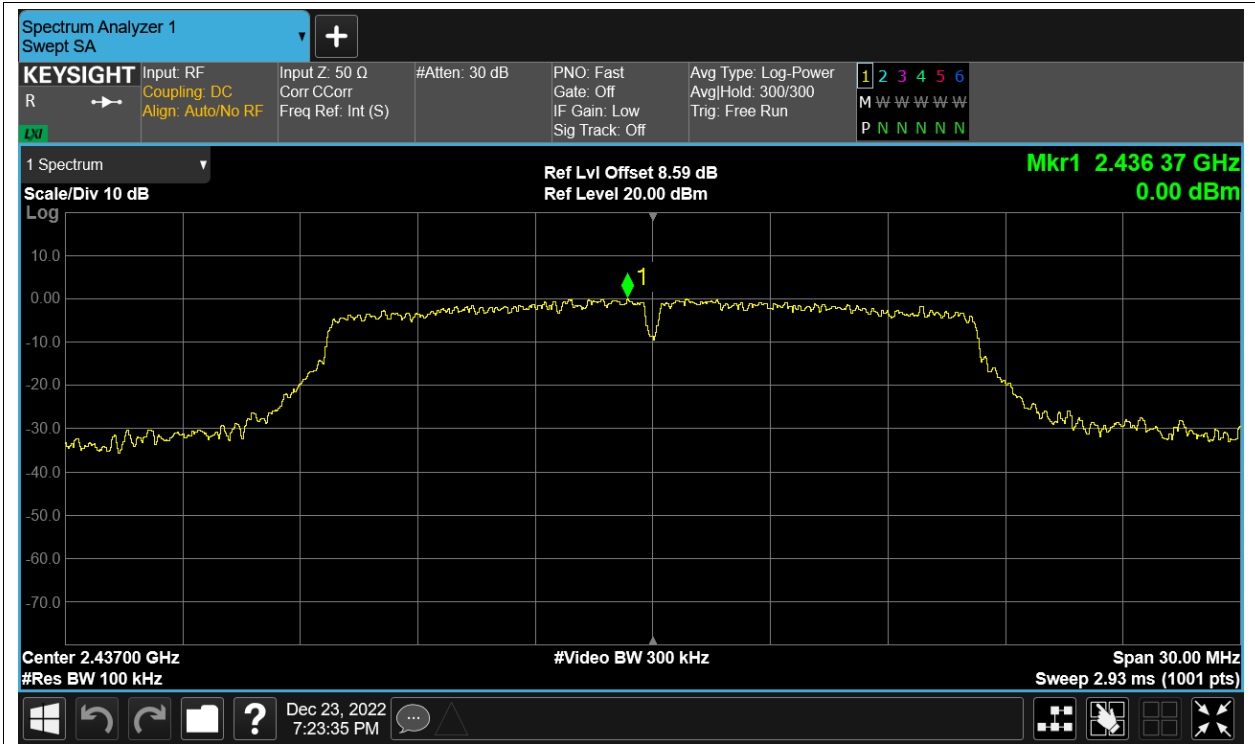 Spectrum Analyzer 1
Swept SA
KEYSIGHT
R
LXI
Input: RF
Coupling: DC
Align: Auto/No RF
Input Z: 50 Ω
Corr CCorr
Freq Ref: Int (S)
#Atten: 30 dB
PNO: Fast
Gate: Off
IF Gain: Low
Sig Track: Off
Avg Type: Log-Power
Avg|Hold: 300/300
Trig: Free Run
1 2 3 4 5 6
M W W W W W
P N N N N N
1 Spectrum
Scale/Div 10 dB
Ref Lvl Offset 8.59 dB
Ref Level 20.00 dBm
Mkr1 2.436 37 GHz
0.00 dBm
Log
10.0
0.00
1
-10.0
-20.0
-30.0
-40.0
-50.0
-60.0
-70.0
Center 2.43700 GHz
#Video BW 300 kHz
Span 30.00 MHz
#Res BW 100 kHz
Sweep 2.93 ms (1001 pts)
?
Dec 23, 2022
7:23:35 PM